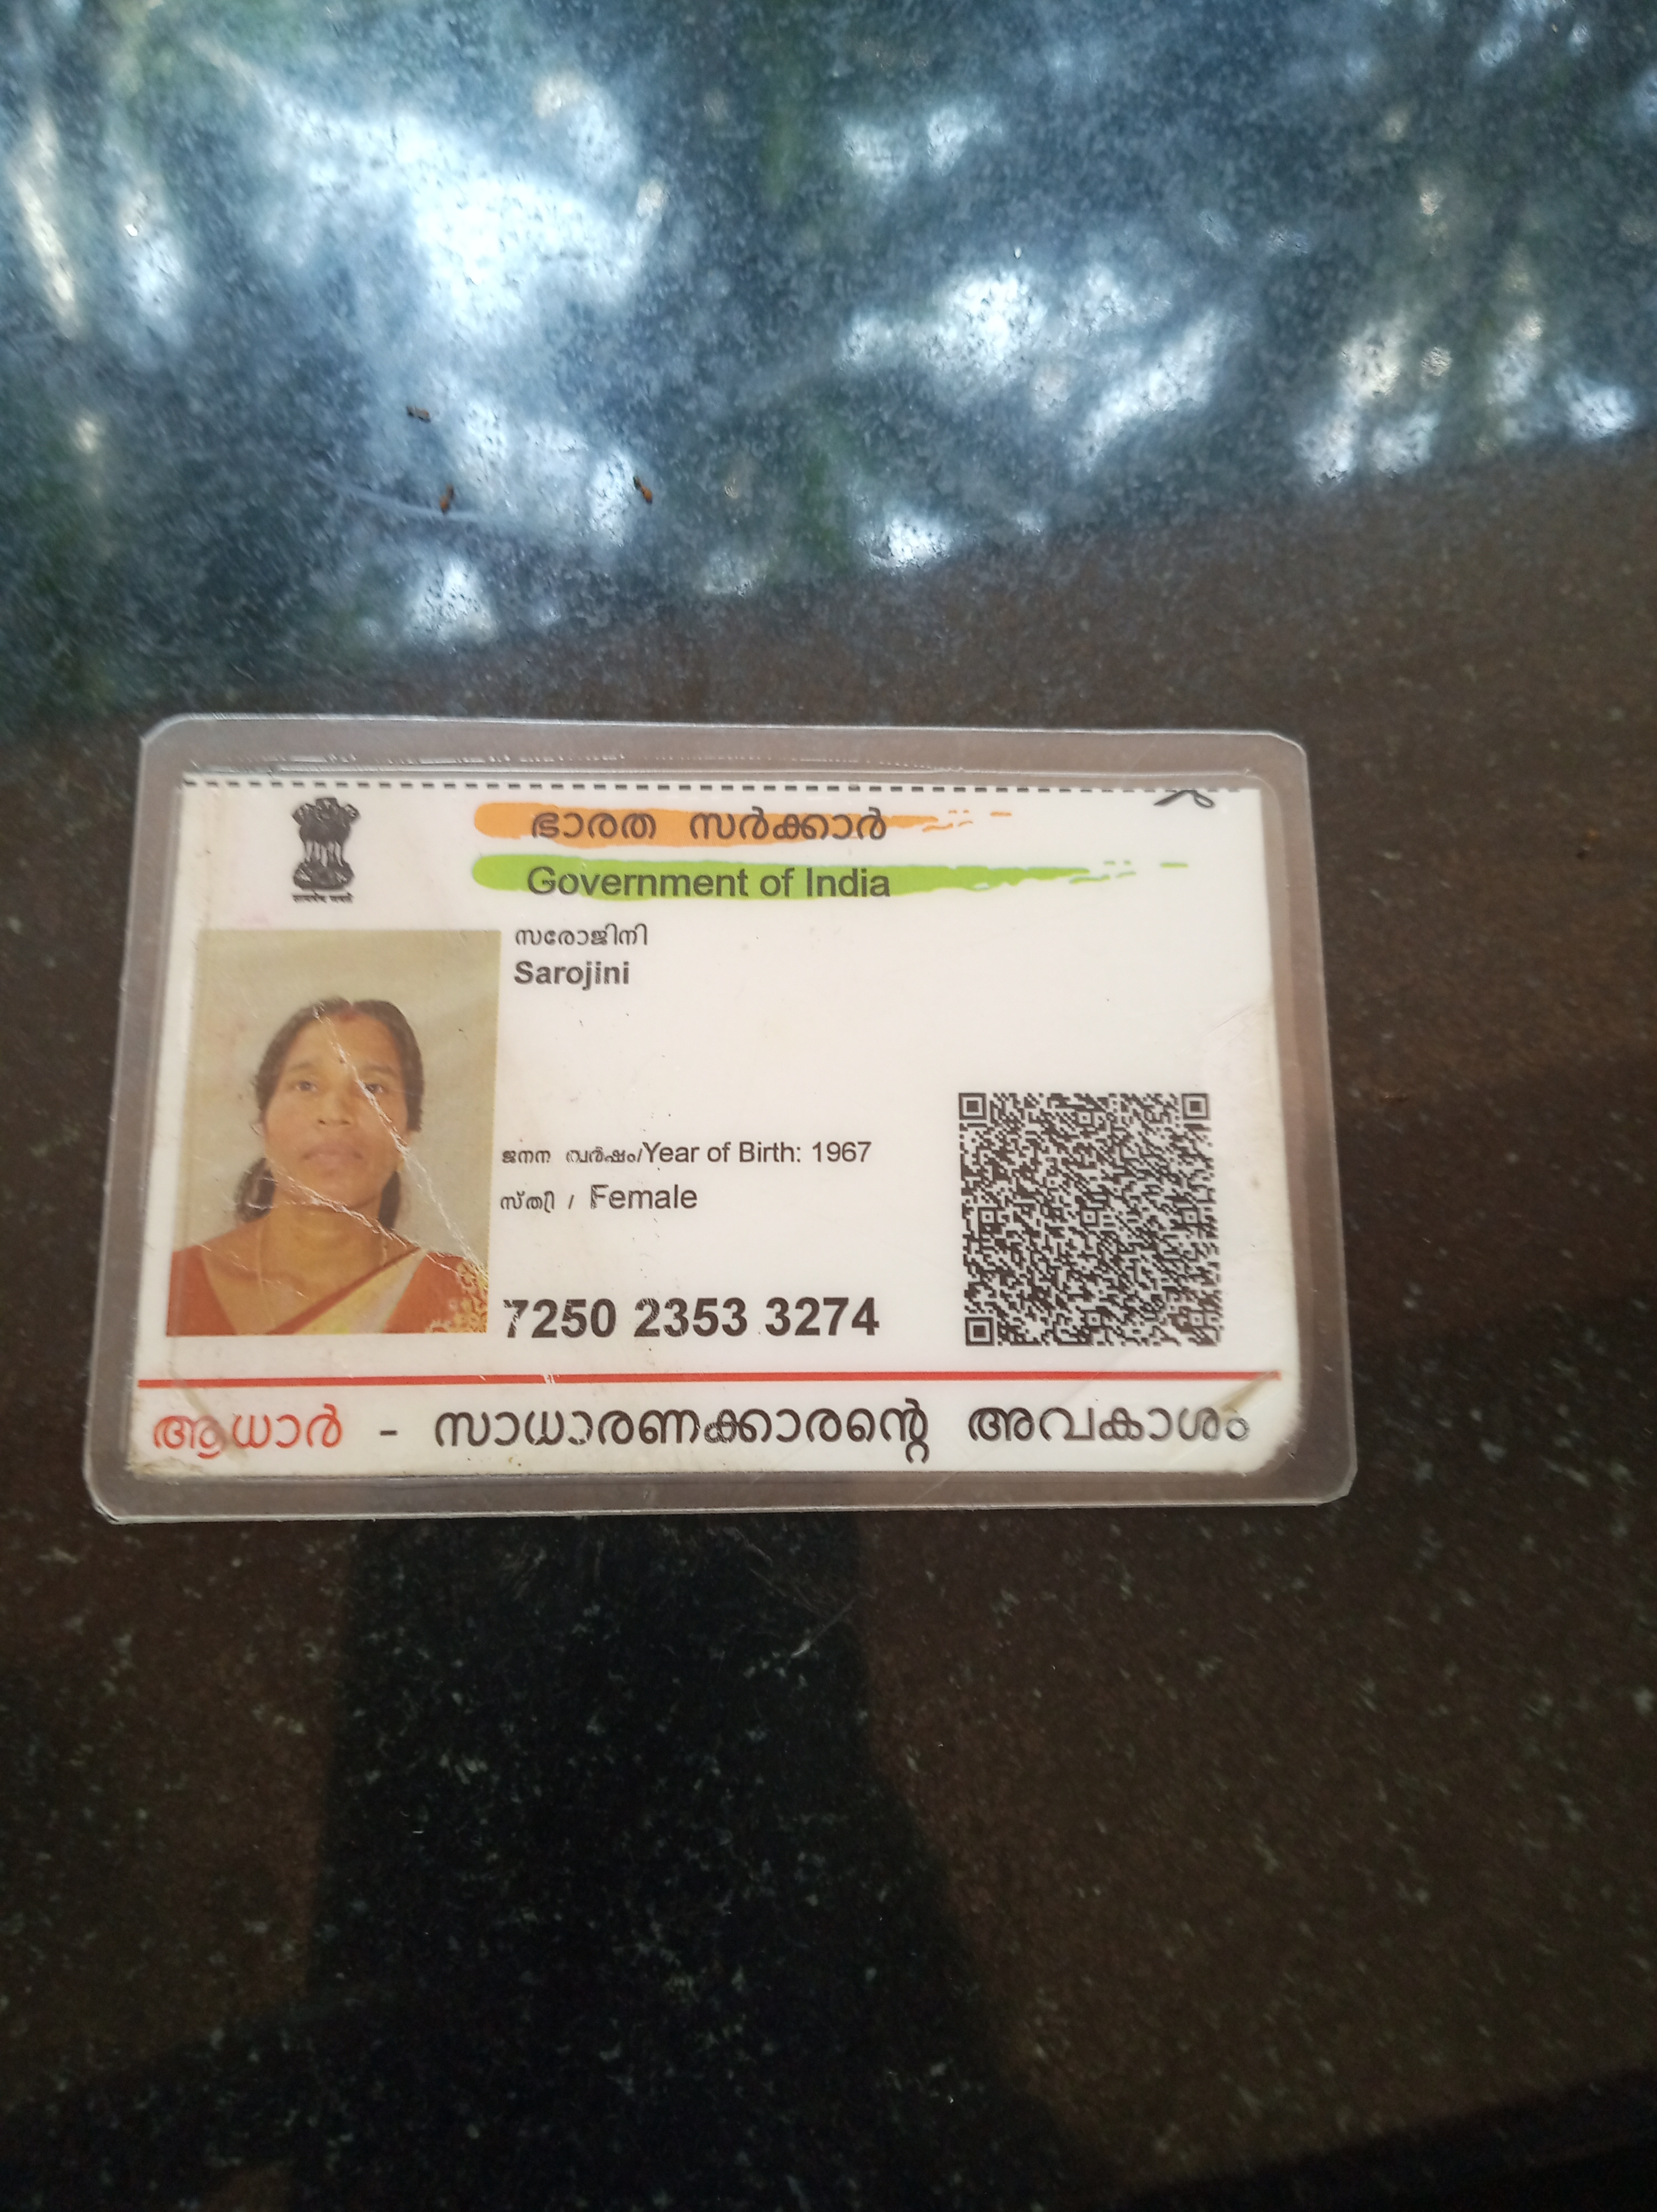 ഭാരത സർക്കാർ
Government of India
സരോജിനി
Sarojini
ജനന വർഷം/Year of Birth: 1967
സ്ത്രീ / Female
7250 2353 3274
ആധാർ - സാധാരണക്കാരന്റെ അവകാശം